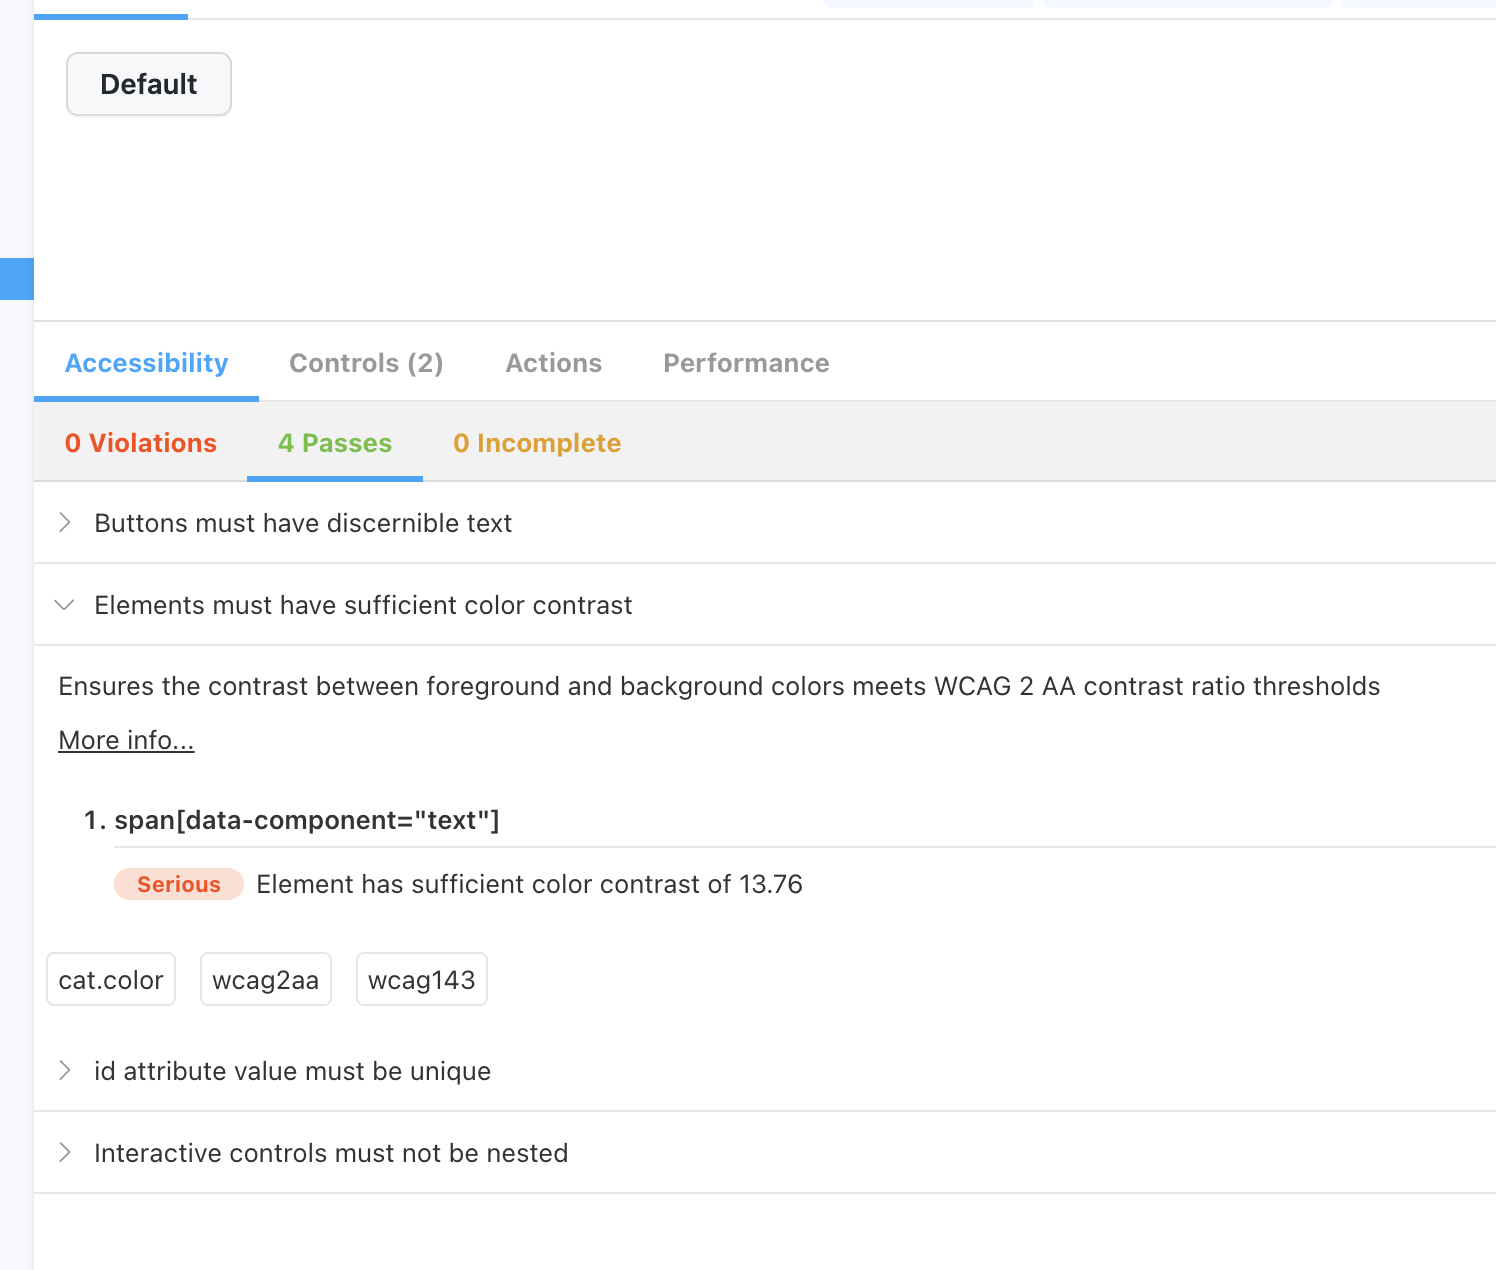 Default
Accessibility Controls (2) Actions Performance
0 Violations 4 Passes 0 Incomplete
Buttons must have discernible text
Elements must have sufficient color contrast
Ensures the contrast between foreground and background colors meets WCAG 2 AA contrast ratio thresholds
More info...
1. span[data-component="text"]
Serious Element has sufficient color contrast of 13.76
cat.color wcag2aa wcag143
id attribute value must be unique
Interactive controls must not be nested